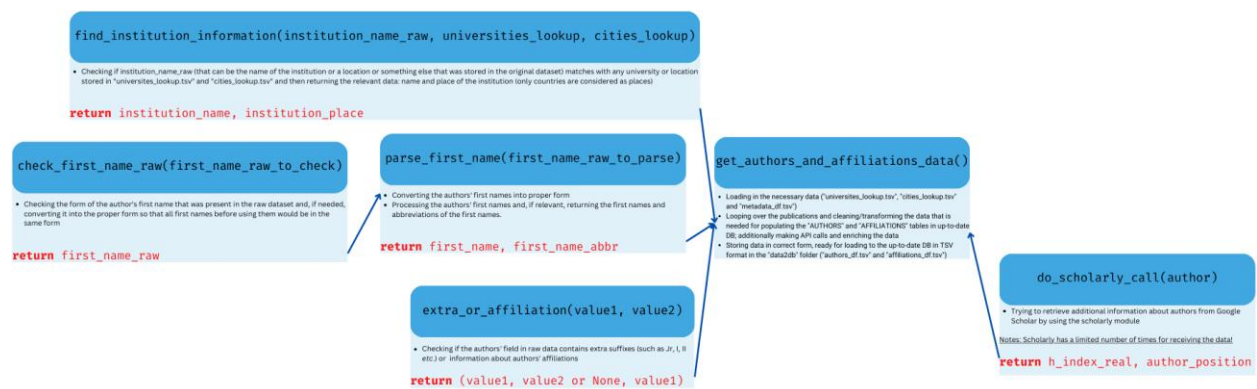 find_institution_information(institution_name_raw, universities_lookup, cities_lookup)
• Checking if institution_name_raw (that can be the name of the institution or a location or something else that was stored in the original dataset) matches with any university or location
stored in "universites_lookup.tsv" and "cities_lookup.tsv" and then returning the relevant data: name and place of the institution (only countries are considered as places)
return institution_name, institution_place
check_first_name_raw(first_name_raw_to_check)
• Checking the form of the author's first name that was present in the raw dataset and, if needed,
converting it into the proper form so that all first names before using them would be in the
same form
return first_name_raw
parse_first_name(first_name_raw_to_parse)
• Converting the authors' first names into proper form
• Processing the authors' first names and, if relevant, returning the first names and
abbreviations of the first names.
return first_name, first_name_abbr
extra_or_affiliation(value1, value2)
• Checking if the authors' field in raw data contains extra suffixes (such as Jr, I, II
etc.) or information about authors' affiliations
return (value1, value2 or None, value1)
get_authors_and_affiliations_data()
• Loading in the necessary data ("universites_lookup.tsv", "cities_lookup.tsv"
and "metadata_df.tsv")
• Looping over the publications and cleaning/transforming the data that is
needed for populating the "AUTHORS" and "AFFILIATIONS" tables in up-to-date
DB; additionally making API calls and enriching the data
• Storing data in correct form, ready for loading to the up-to-date DB in TSV
format in the "data2db" folder ("authors_df.tsv" and "affiliations_df.tsv")
do_scholarly_call(author)
• Trying to retrieve additional information about authors from Google
Scholar by using the scholarly module
Notes: Scholarly has a limited number of times for receiving the data!
return h_index_real, author_position